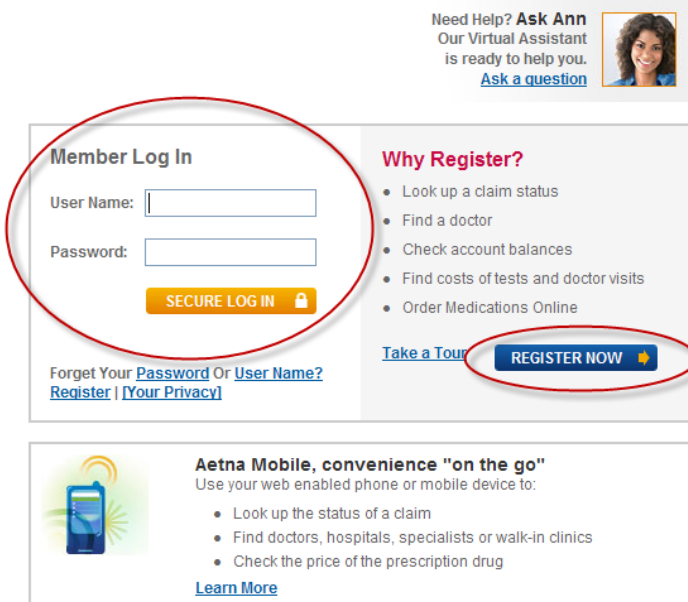 Need Help? Ask Ann
Our Virtual Assistant
is ready to help you.
Ask a question
Member Log In
User Name:
Password:
SECURE LOG IN
Forget Your Password Or User Name?
Register | [Your Privacy]
Why Register?
• Look up a claim status
• Find a doctor
• Check account balances
• Find costs of tests and doctor visits
• Order Medications Online
Take a Tour
REGISTER NOW
Aetna Mobile, convenience "on the go"
Use your web enabled phone or mobile device to:
• Look up the status of a claim
• Find doctors, hospitals, specialists or walk-in clinics
• Check the price of the prescription drug
Learn More